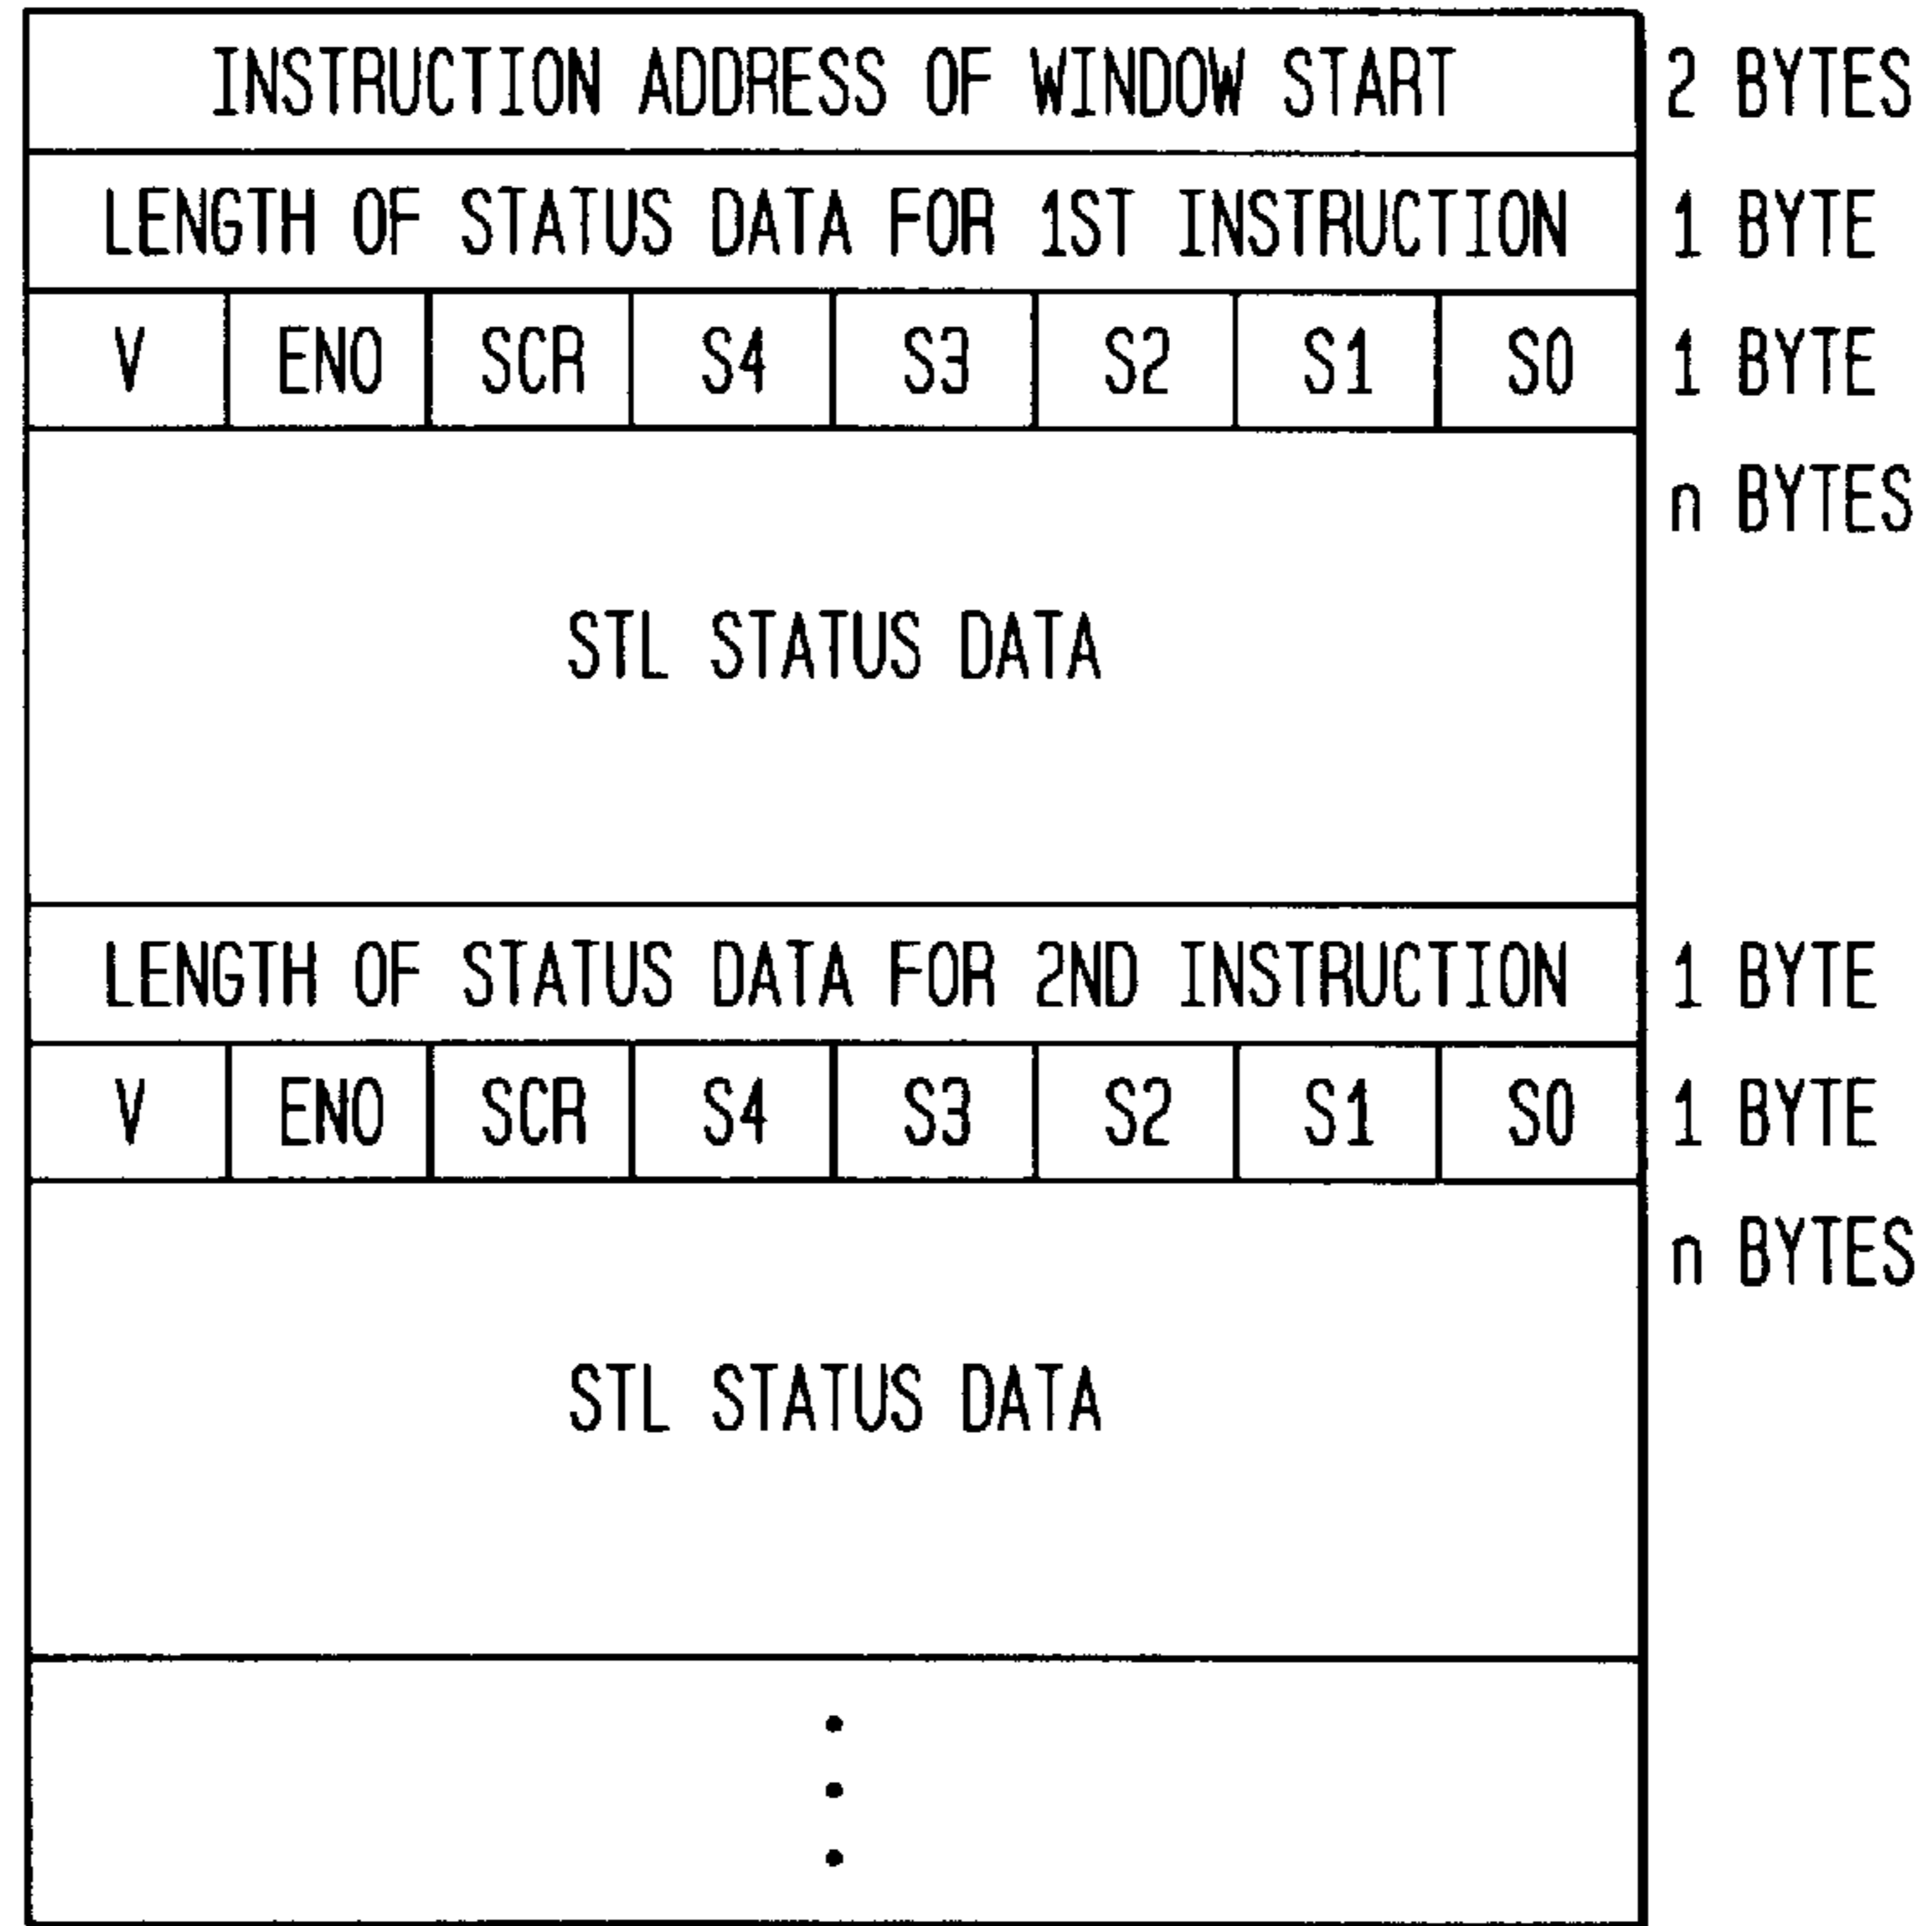 INSTRUCTION ADDRESS OF WINDOW START 2 BYTES
LENGTH OF STATUS DATA FOR 1ST INSTRUCTION 1 BYTE
V ENO SCR S4 S3 S2 S1 S0 1 BYTE
n BYTES
STL STATUS DATA
LENGTH OF STATUS DATA FOR 2ND INSTRUCTION 1 BYTE
V ENO SCR S4 S3 S2 S1 S0 1 BYTE
n BYTES
STL STATUS DATA